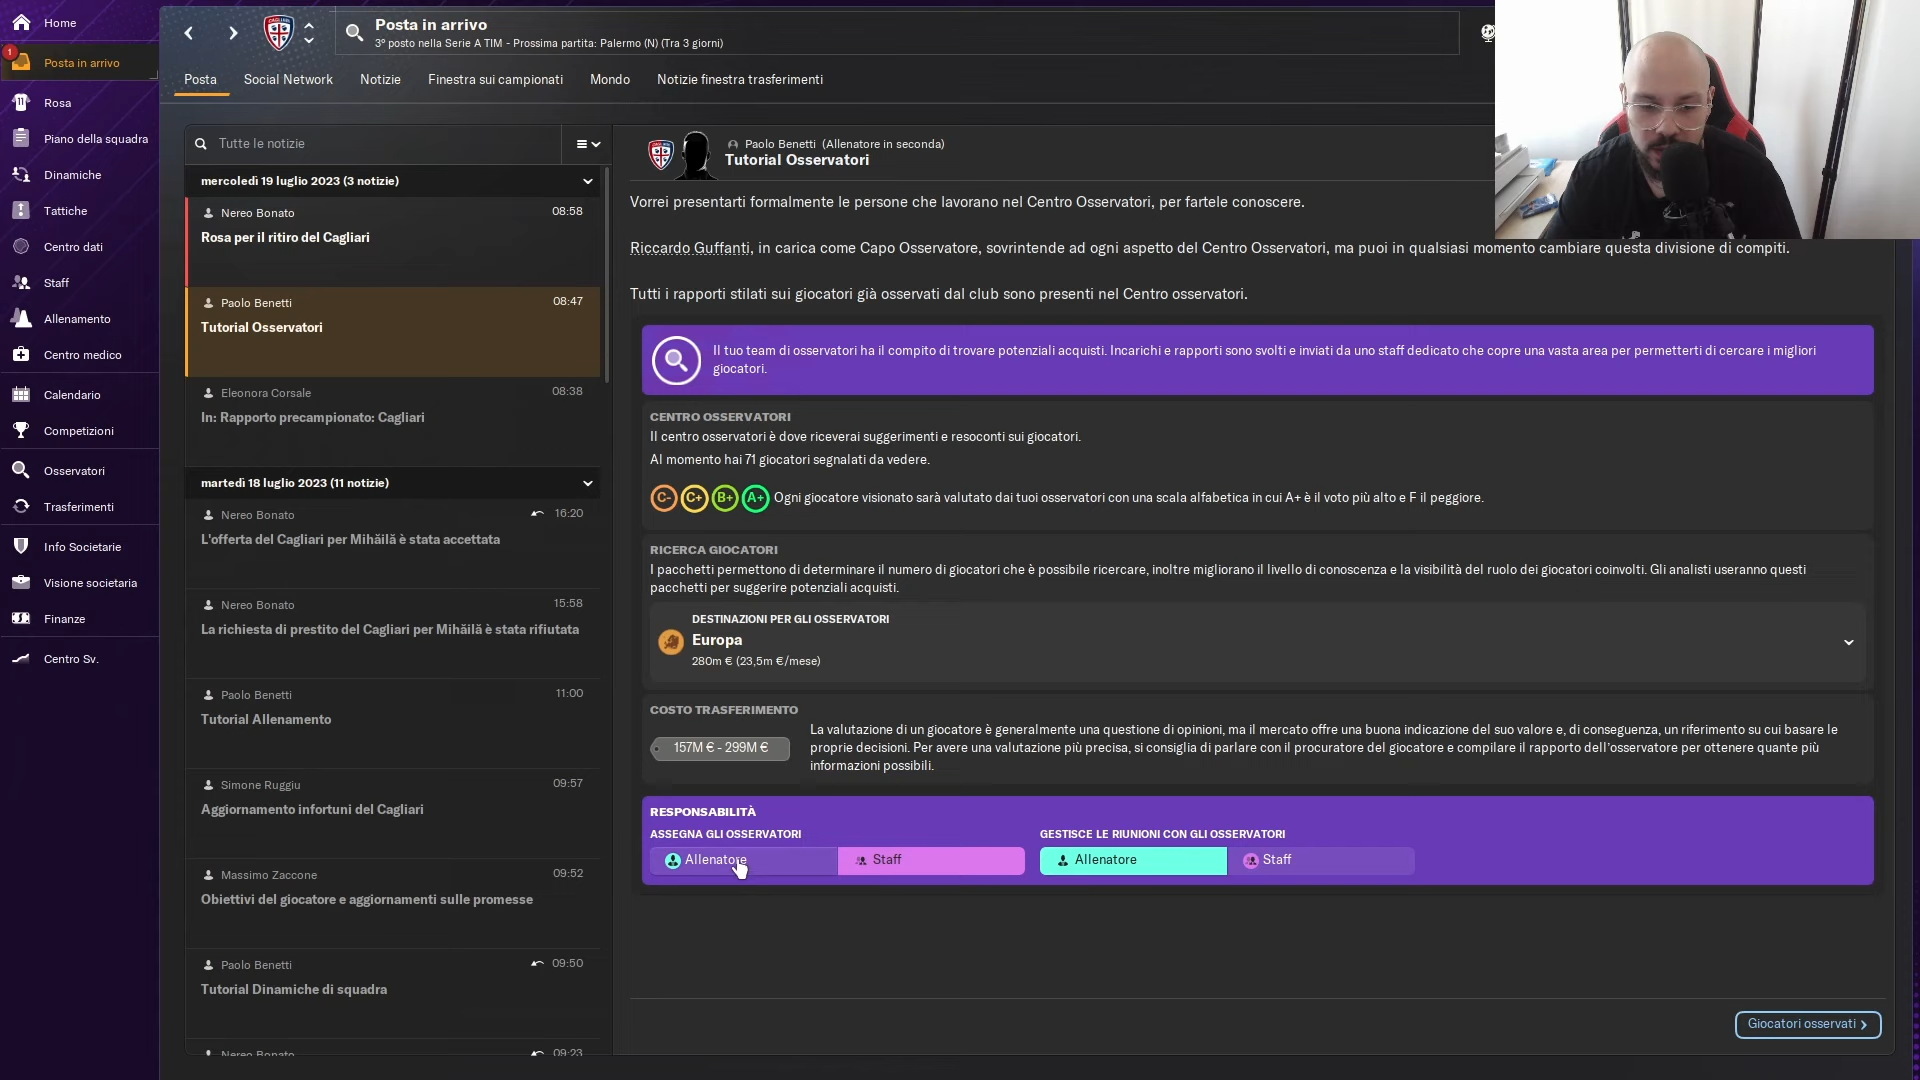 Home
1
Posta in arrivo
Rosa
Piano della squadra
Dinamiche
Tattiche
Centro dati
Staff
Allenamento
Centro medico
Calendario
Competizioni
Osservatori
Trasferimenti
Info Societarie
Visione societaria
Finanze
Centro Sv.
Posta in arrivo
3° posto nella Serie A TIM - Prossima partita: Palermo (N) (Tra 3 giorni)
Posta Social Network Notizie Finestra sui campionati Mondo Notizie finestra trasferimenti
Tutte le notizie
mercoledì 19 luglio 2023 (3 notizie)
Nereo Bonato 08:58
Rosa per il ritiro del Cagliari
Paolo Benetti 08:47
Tutorial Osservatori
Eleonora Corsale 08:38
In: Rapporto precampionato: Cagliari
martedì 18 luglio 2023 (11 notizie)
Nereo Bonato 16:20
L'offerta del Cagliari per Mihăilă è stata accettata
Nereo Bonato 15:58
La richiesta di prestito del Cagliari per Mihăilă è stata rifiutata
Paolo Benetti 11:00
Tutorial Allenamento
Simone Ruggiu 09:57
Aggiornamento infortuni del Cagliari
Massimo Zaccone 09:52
Obiettivi del giocatore e aggiornamenti sulle promesse
Paolo Benetti 09:50
Tutorial Dinamiche di squadra
Nereo Bonato 09:23
Paolo Benetti (Allenatore in seconda)
Tutorial Osservatori
Vorrei presentarti formalmente le persone che lavorano nel Centro Osservatori, per fartele conoscere.
Riccardo Guffanti, in carica come Capo Osservatore, sovrintende ad ogni aspetto del Centro Osservatori, ma puoi in qualsiasi momento cambiare questa divisione di compiti.
Tutti i rapporti stilati sui giocatori già osservati dal club sono presenti nel Centro osservatori.
Il tuo team di osservatori ha il compito di trovare potenziali acquisti. Incarichi e rapporti sono svolti e inviati da uno staff dedicato che copre una vasta area per permetterti di cercare i migliori
giocatori.
CENTRO OSSERVATORI
Il centro osservatori è dove riceverai suggerimenti e resoconti sui giocatori.
Al momento hai 71 giocatori segnalati da vedere.
C- C+ B+ A+ Ogni giocatore visionato sarà valutato dai tuoi osservatori con una scala alfabetica in cui A+ è il voto più alto e F il peggiore.
RICERCA GIOCATORI
I pacchetti permettono di determinare il numero di giocatori che è possibile ricercare, inoltre migliorano il livello di conoscenza e la visibilità del ruolo dei giocatori coinvolti. Gli analisti useranno questi
pacchetti per suggerire potenziali acquisti.
DESTINAZIONI PER GLI OSSERVATORI
Europa
280m € (23,5m €/mese)
COSTO TRASFERIMENTO
157M € - 299M €
La valutazione di un giocatore è generalmente una questione di opinioni, ma il mercato offre una buona indicazione del suo valore e, di conseguenza, un riferimento su cui basare le
proprie decisioni. Per avere una valutazione più precisa, si consiglia di parlare con il procuratore del giocatore e compilare il rapporto dell'osservatore per ottenere quante più
informazioni possibili.
RESPONSABILITÀ
ASSEGNA GLI OSSERVATORI GESTISCE LE RIUNIONI CON GLI OSSERVATORI
Allenatore Staff Allenatore Staff
Giocatori osservati